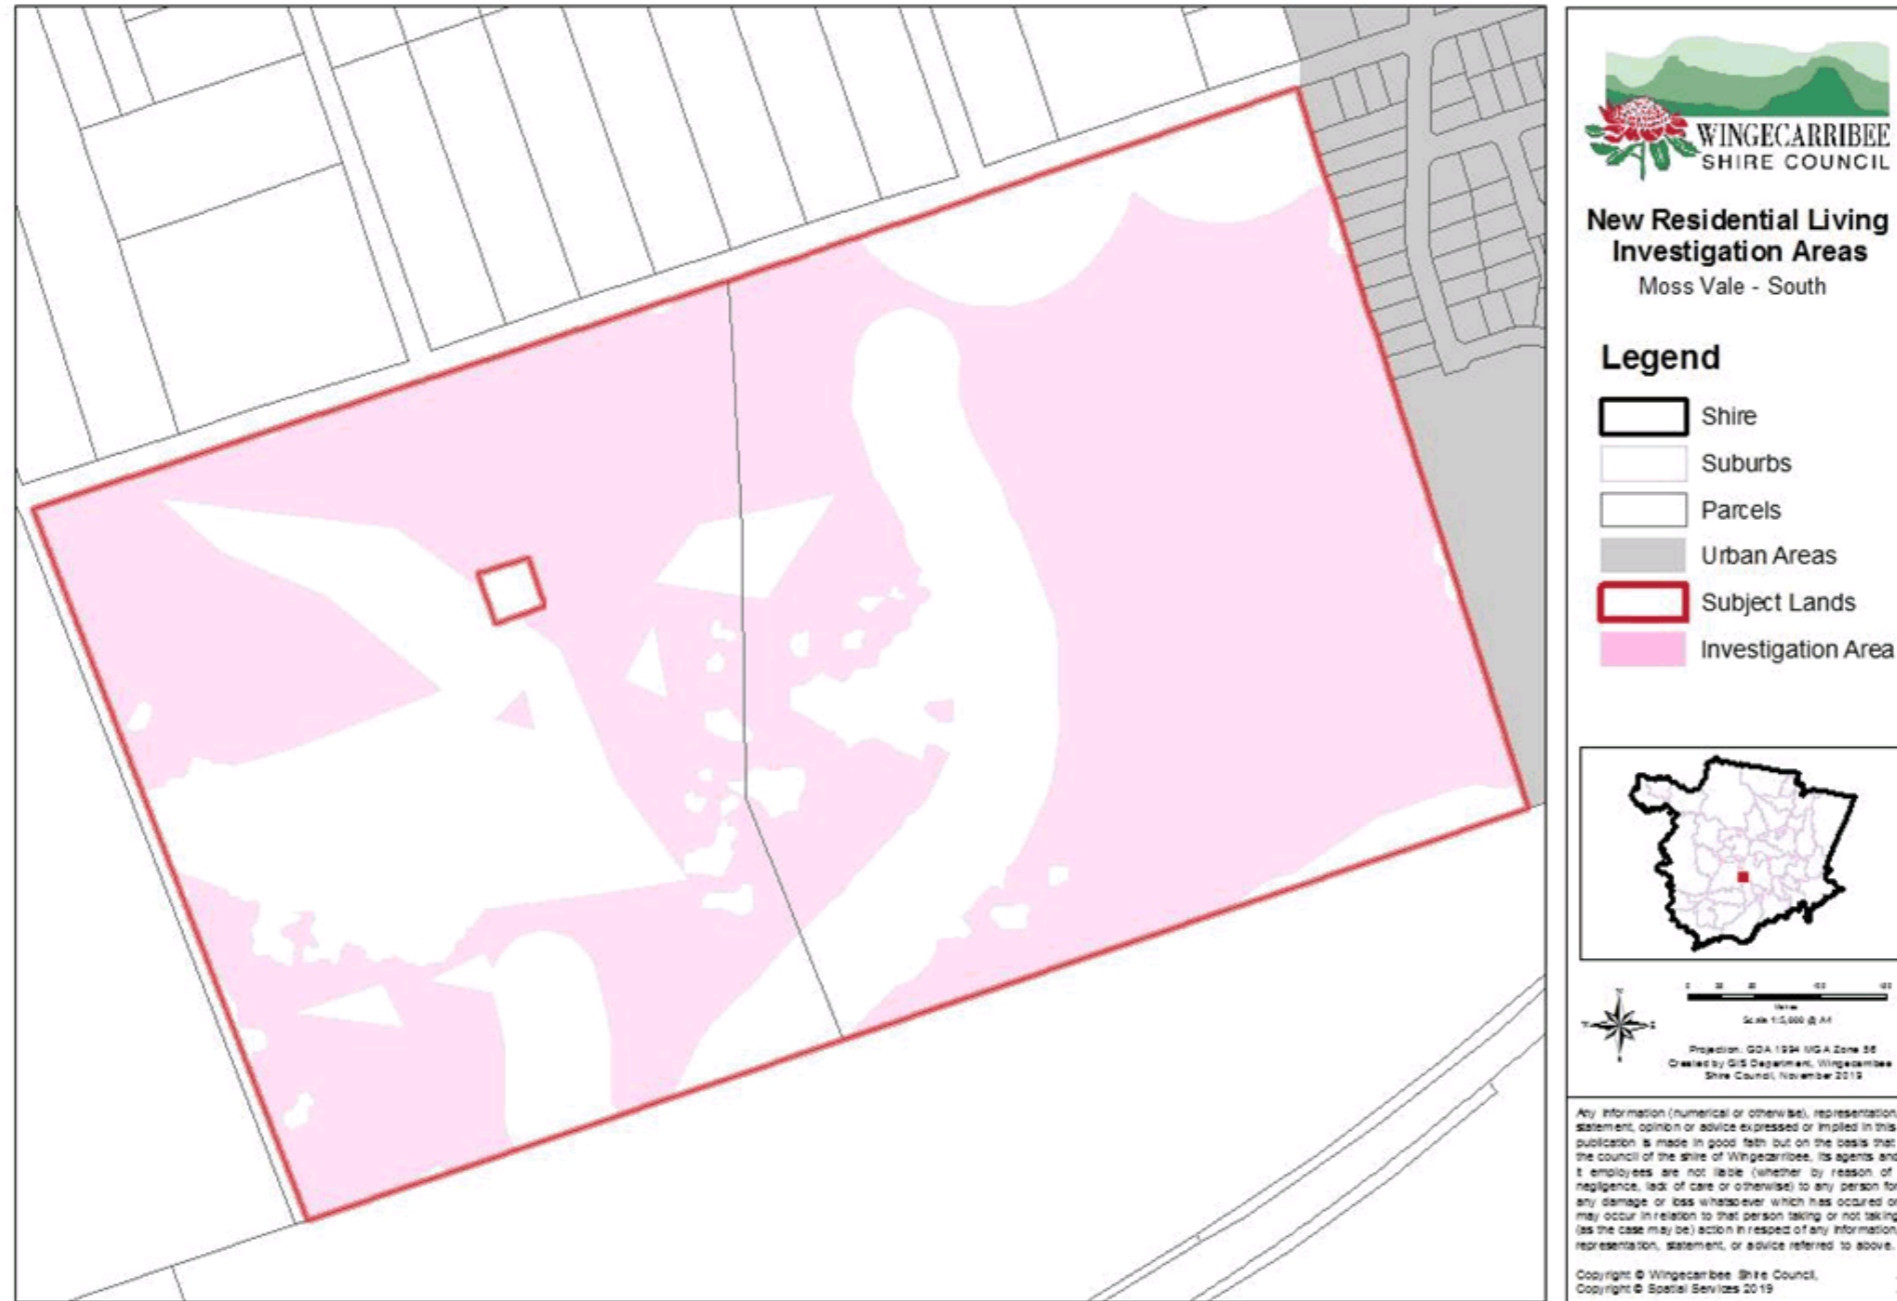 WINGECARRIBEE
SHIRE COUNCIL
New Residential Living
Investigation Areas
Moss Vale - South
Legend
Shire
Suburbs
Parcels
Urban Areas
Subject Lands
Investigation Area
Scale 1:5,000 @ A4
Projection: GDA 1994 MGA Zone 56
Created by GIS Department, Wingecarribee
Shire Council, November 2019
Any information (numerical or otherwise), representation,
statement, opinion or advice expressed or implied in this
publication is made in good faith but on the basis that
the council of the shire of Wingecarribee, its agents and
it employees are not liable (whether by reason of
negligence, lack of care or otherwise) to any person for
any damage or loss whatsoever which has occured or
may occur in relation to that person taking or not taking
(as the case may be) action in respect of any information,
representation, statement, or advice referred to above.
Copyright © Wingecarribee Shire Council,
Copyright © Spatial Services 2019